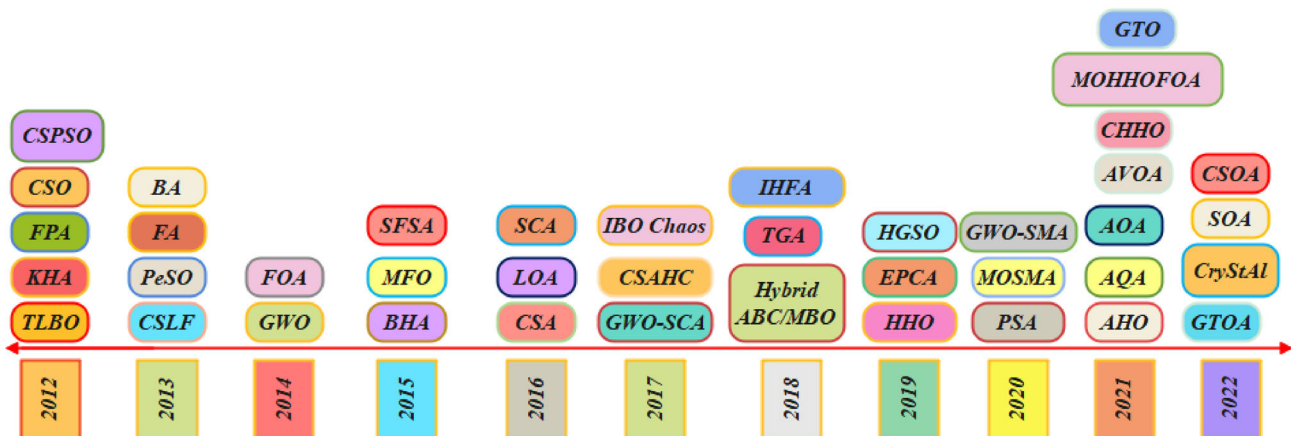 GTO
MOHHOFOA
CSPSO
CHHO
CSO
BA
IHFA
AVOA
CSOA
FPA
FA
SFSA
SCA
IBO Chaos
TGA
HGSO
GWO-SMA
AOA
SOA
KHA
PeSO
FOA
MFO
LOA
CSAHC
Hybrid
ABC/MBO
EPCA
MOSMA
AQA
CryStAl
TLBO
CSLF
GWO
BHA
CSA
GWO-SCA
HHO
PSA
AHO
GTOA
2012
2013
2014
2015
2016
2017
2018
2019
2020
2021
2022